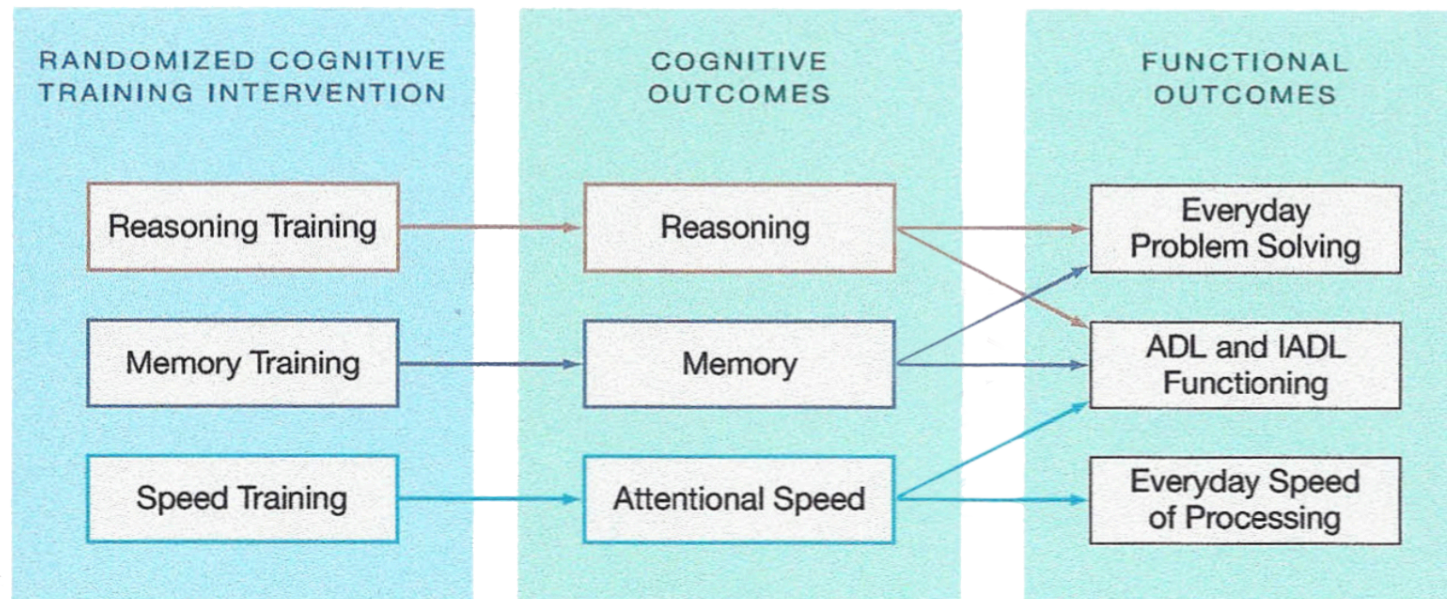 RANDOMIZED COGNITIVE
TRAINING INTERVENTION
Reasoning Training
Memory Training
Speed Training
COGNITIVE
OUTCOMES
Reasoning
Memory
Attentional Speed
FUNCTIONAL
OUTCOMES
Everyday
Problem Solving
ADL and IADL
Functioning
Everyday Speed
of Processing